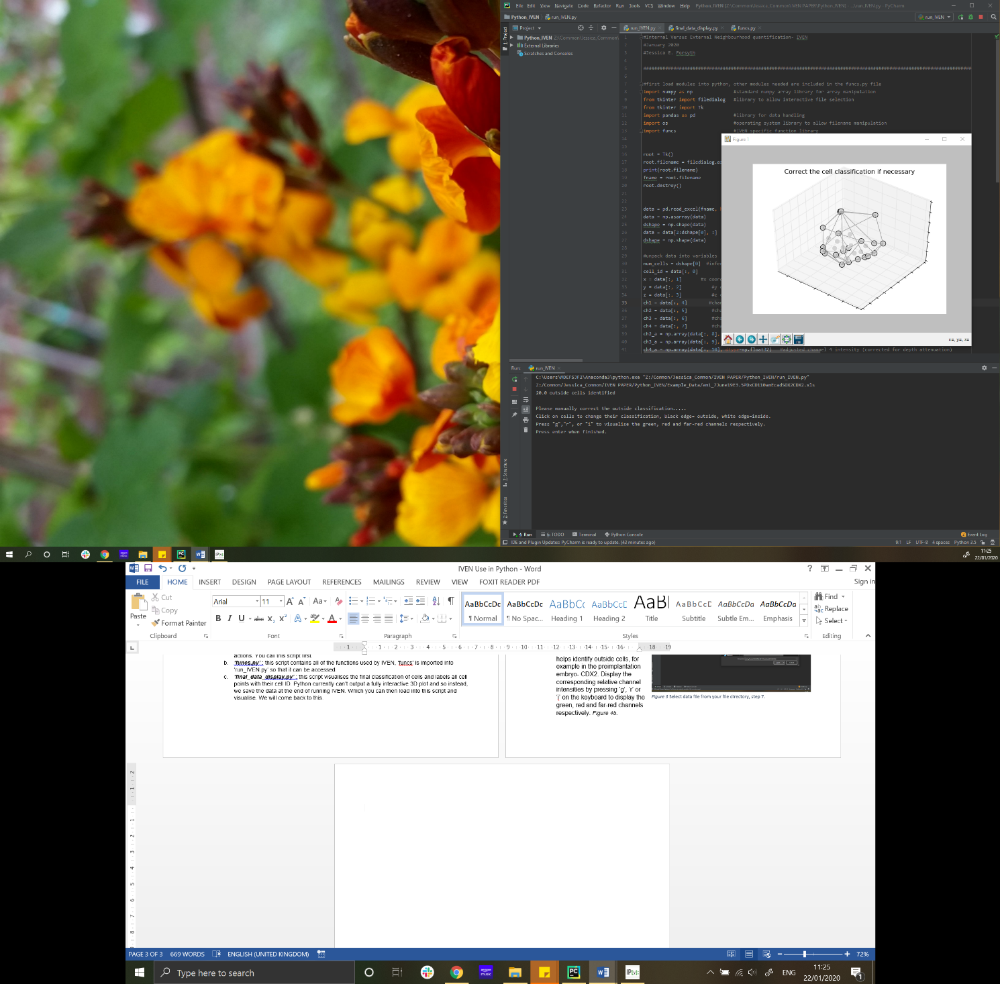 File Edit View Navigate Code Refactor Run Tools VCS Window Help Python_IVEN [Z:\Common\Jessica_Common\IVEN PAPER\Python_IVEN] - ...\run_IVEN.py - PyCharm
Python_IVEN run_IVEN.py
run_IVEN
Project
run_IVEN.py final_data_display.py funcs.py
Python_IVEN Z:\Common\Jessica_Common\
External Libraries
Scratches and Consoles
1: Project
#Internal Versus External Neighbourhood quantification- IVEN
#January 2020
#Jessica E. Forsyth
#first load modules into python, other modules needed are included in the funcs.py file
import numpy as np #standard numpy array library for array manipulation
from tkinter import filedialog #library to allow interactive file selection
from tkinter import Tk
import pandas as pd #library for data handling
import os #operating system library to allow filename manipulation
import funcs #IVEN specific function library
root = Tk()
root.filename = filedialog.as
print(root.filename)
fname = root.filename
root.destroy()
data = pd.read_excel(fname,
data = np.asarray(data)
dshape = np.shape(data)
data = data[2:dshape[0], :]
dshape = np.shape(data)
#unpack data into variables
num_cells = dshape[0] #infe
cell_id = data[:, 0]
x = data[:, 1] #x coor
y = data[:, 2] #y
z = data[:, 3] #z
ch1 = data[:, 4] #cha
ch2 = data[:, 5] #cha
ch3 = data[:, 6] #cha
ch4 = data[:, 7] #cha
ch2_a = np.array(data[:, 8],
ch3_a = np.array(data[:, 9],
ch4_a = np.array(data[:, 10], dtype=np.float32) #adjusted channel 4 intensity (corrected for depth attenuation)
Figure 1
Correct the cell classification if necessary
x=, y=, z=
Run: run_IVEN
C:\Users\MDEFSJF2\Anaconda3\python.exe "Z:/Common/Jessica_Common/IVEN PAPER/Python_IVEN/run_IVEN.py"
Z:/Common/Jessica_Common/IVEN PAPER/Python_IVEN/Example_Data/em1_7June19E3.5PDxCD110amEcadSOX2CDX2.xls
20.0 outside cells identified
Please manually correct the outside classification.....
Click on cells to change their classification, black edge= outside, white edge=inside.
Press "g","r", or "i" to visualise the green, red and far-red channels respectively.
Press enter when finished.
Z: Structure
2: Favorites
4: Run 6: TODO Terminal Python Console
2 Event Log
IDE and Plugin Updates: PyCharm is ready to update. (43 minutes ago)
9:1 LF UTF-8 4 spaces Python 3.5
11:25
22/01/2020
IVEN Use in Python - Word
FILE HOME INSERT DESIGN PAGE LAYOUT REFERENCES MAILINGS REVIEW VIEW FOXIT READER PDF Sign in
Paste
Cut
Copy
Format Painter
Arial 11
AaBbCcDc AaBbCcDc AaBbCc AaBbCcE AaBl AaBbCcC AaBbCcDa AaBbCcDa
¶ Normal ¶ No Spac... Heading 1 Heading 2 Title Subtitle Subtle Em... Emphasis
Find
Replace
Select
Clipboard Font Paragraph Styles Editing
actions. You call this script first.
b. 'funcs.py' : this script contains all of the functions used by IVEN. 'funcs' is imported into
'run_IVEN.py' so that it can be accessed.
c. 'final_data_display.py' : this script visualises the final classification of cells and labels all cell
points with their cell ID. Python currently can't output a fully interactive 3D plot and so instead,
we save the data at the end of running IVEN. Which you can then load into this script and
visualise. We will come back to this.
helps identify outside cells, for
example in the preimplantation
embryo- CDX2. Display the
corresponding relative channel
intensities by pressing 'g', 'r' or
'i' on the keyboard to display the
green, red and far-red channels
respectively. Figure 4b.
Figure 3 Select data file from your file directory, step 7.
PAGE 3 OF 3 669 WORDS ENGLISH (UNITED KINGDOM) 72%
Type here to search
ENG
11:25
22/01/2020